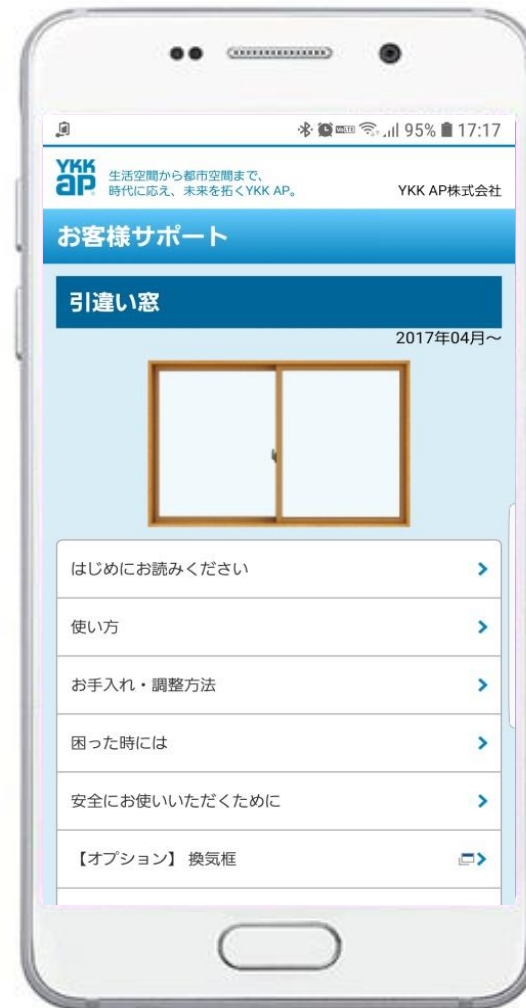 95% 17:17
YKK
ap
生活空間から都市空間まで、
時代に応え、未来を拓くYKK AP。
YKK AP株式会社
お客様サポート
引違い窓
2017年04月~
はじめにお読みください
使い方
お手入れ・調整方法
困った時には
安全にお使いいただくために
【オプション】 換気框